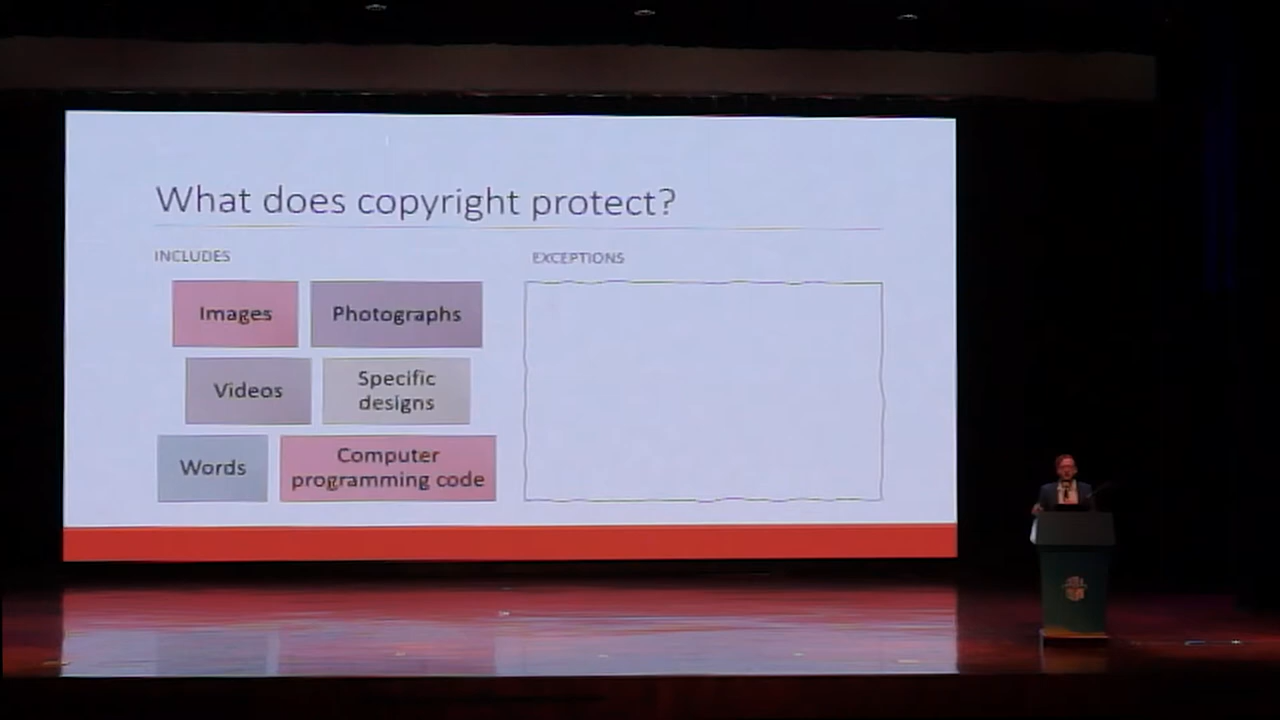 What does copyright protect?
INCLUDES
Images
Photographs
Videos
Specific
designs
Words
Computer
programming code
EXCEPTIONS